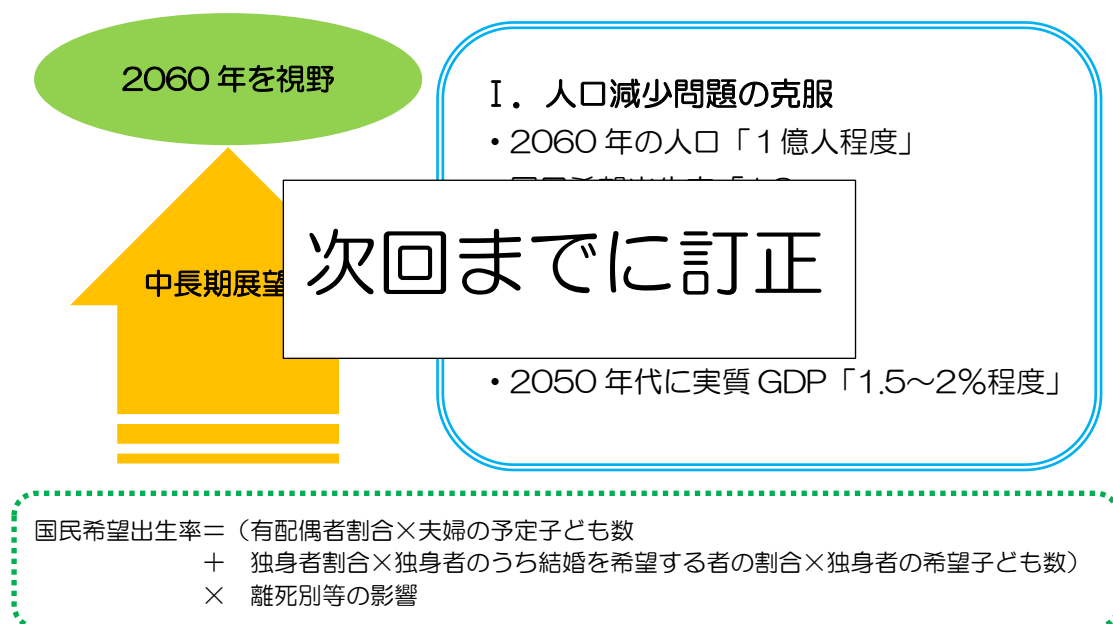 2060年を視野
Ⅰ．人口減少問題の克服
・2060年の人口「1億人程度」
次回までに訂正
中長期展望
・2050年代に実質GDP「1.5～2%程度」
国民希望出生率＝（有配偶者割合×夫婦の予定子ども数
＋ 独身者割合×独身者のうち結婚を希望する者の割合×独身者の希望子ども数）
× 離死別等の影響